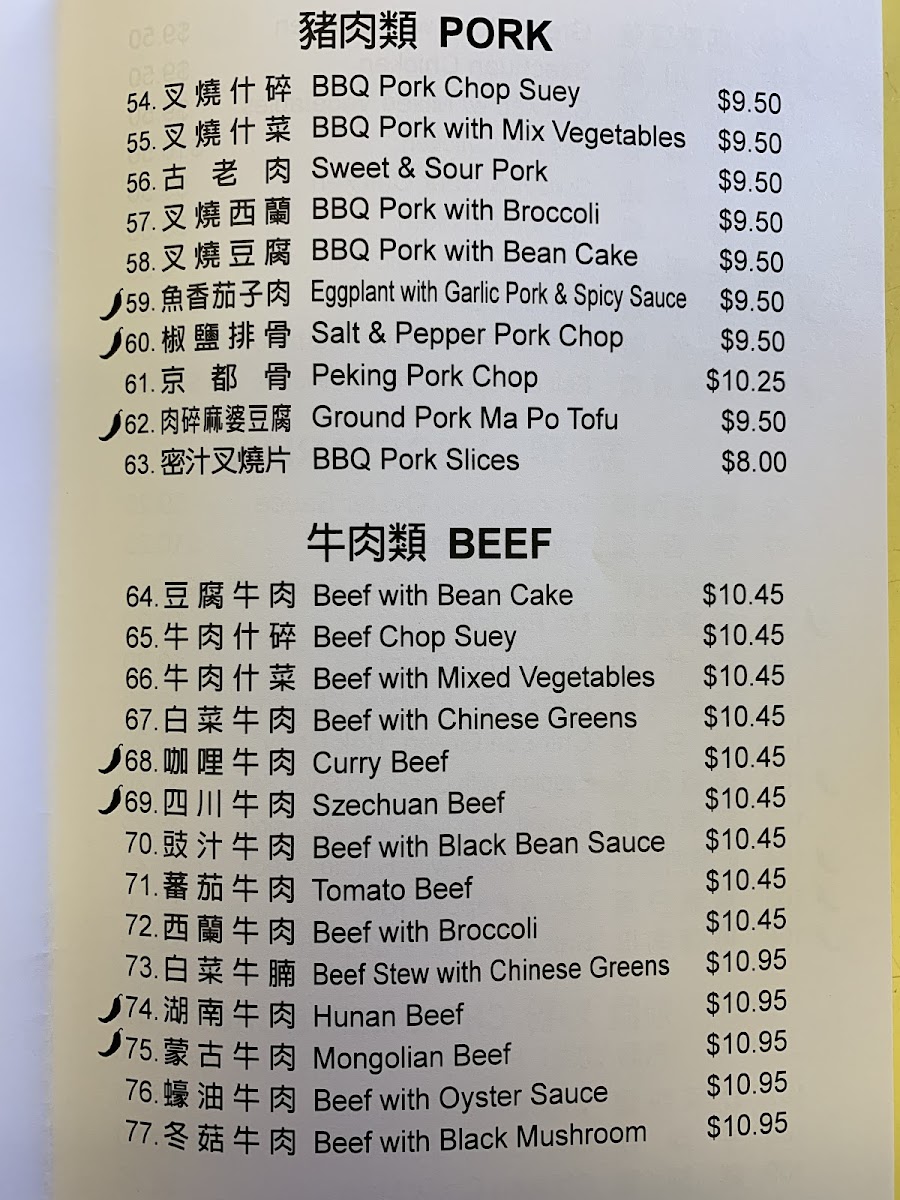 豬肉類 PORK
54. 叉燒什碎 BBQ Pork Chop Suey $9.50
55. 叉燒什菜 BBQ Pork with Mix Vegetables $9.50
56. 古老肉 Sweet & Sour Pork $9.50
57. 叉燒西蘭 BBQ Pork with Broccoli $9.50
58. 叉燒豆腐 BBQ Pork with Bean Cake $9.50
59. 魚香茄子肉 Eggplant with Garlic Pork & Spicy Sauce $9.50
60. 椒鹽排骨 Salt & Pepper Pork Chop $9.50
61. 京都骨 Peking Pork Chop $10.25
62. 肉碎麻婆豆腐 Ground Pork Ma Po Tofu $9.50
63. 密汁叉燒片 BBQ Pork Slices $8.00
牛肉類 BEEF
64. 豆腐牛肉 Beef with Bean Cake $10.45
65. 牛肉什碎 Beef Chop Suey $10.45
66. 牛肉什菜 Beef with Mixed Vegetables $10.45
67. 白菜牛肉 Beef with Chinese Greens $10.45
68. 咖哩牛肉 Curry Beef $10.45
69. 四川牛肉 Szechuan Beef $10.45
70. 豉汁牛肉 Beef with Black Bean Sauce $10.45
71. 蕃茄牛肉 Tomato Beef $10.45
72. 西蘭牛肉 Beef with Broccoli $10.45
73. 白菜牛腩 Beef Stew with Chinese Greens $10.95
74. 湖南牛肉 Hunan Beef $10.95
75. 蒙古牛肉 Mongolian Beef $10.95
76. 蠔油牛肉 Beef with Oyster Sauce $10.95
77. 冬菇牛肉 Beef with Black Mushroom $10.95